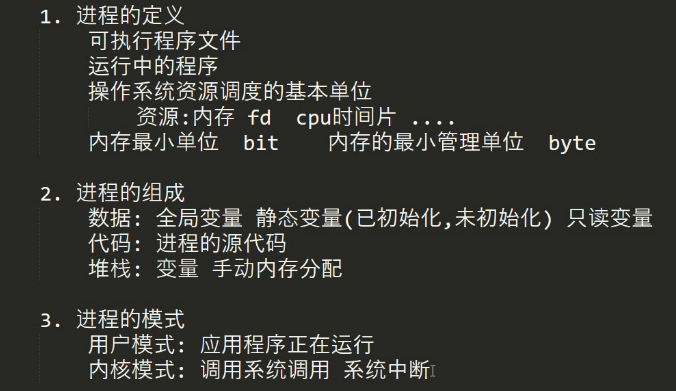 1. 进程的定义
可执行程序文件
运行中的程序
操作系统资源调度的基本单位
资源:内存 fd cpu时间片 ....
内存最小单位 bit 内存的最小管理单位 byte
2. 进程的组成
数据: 全局变量 静态变量(已初始化,未初始化) 只读变量
代码: 进程的源代码
堆栈: 变量 手动内存分配
3. 进程的模式
用户模式: 应用程序正在运行
内核模式: 调用系统调用 系统中断